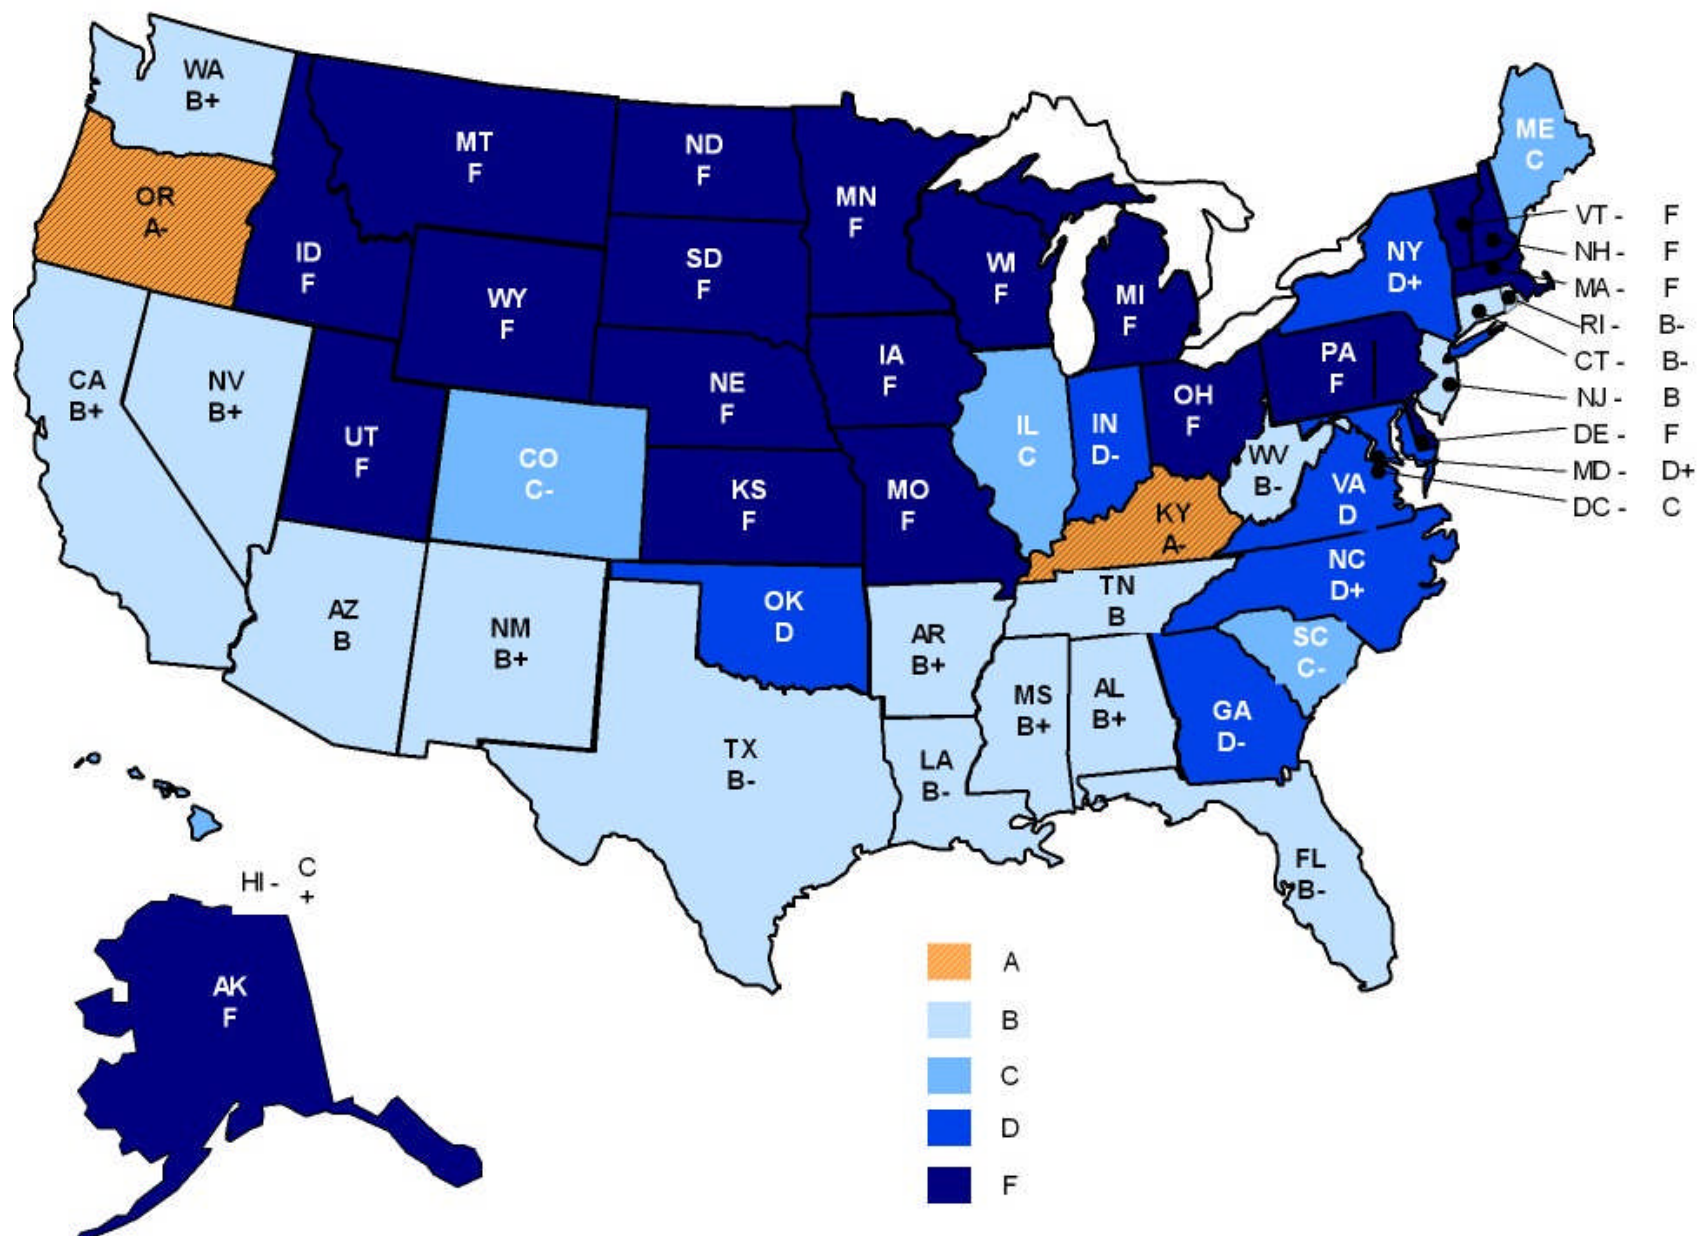 WA
B+
OR
A-
CA
B+
NV
B+
ID
F
MT
F
WY
F
UT
F
CO
C-
AZ
B
NM
B+
ND
F
SD
F
NE
F
KS
F
OK
D
TX
B-
MN
F
IA
F
MO
F
AR
B+
LA
B-
WI
F
IL
C
MI
F
IN
D-
OH
F
KY
A-
TN
B
MS
B+
AL
B+
GA
D-
FL
B-
SC
C-
NC
D+
VA
D
WV
B-
PA
F
NY
D+
ME
C
VT - F
NH - F
MA - F
RI - B-
CT - B-
NJ - B
DE - F
MD - D+
DC - C
HI - C
+
AK
F
A
B
C
D
F